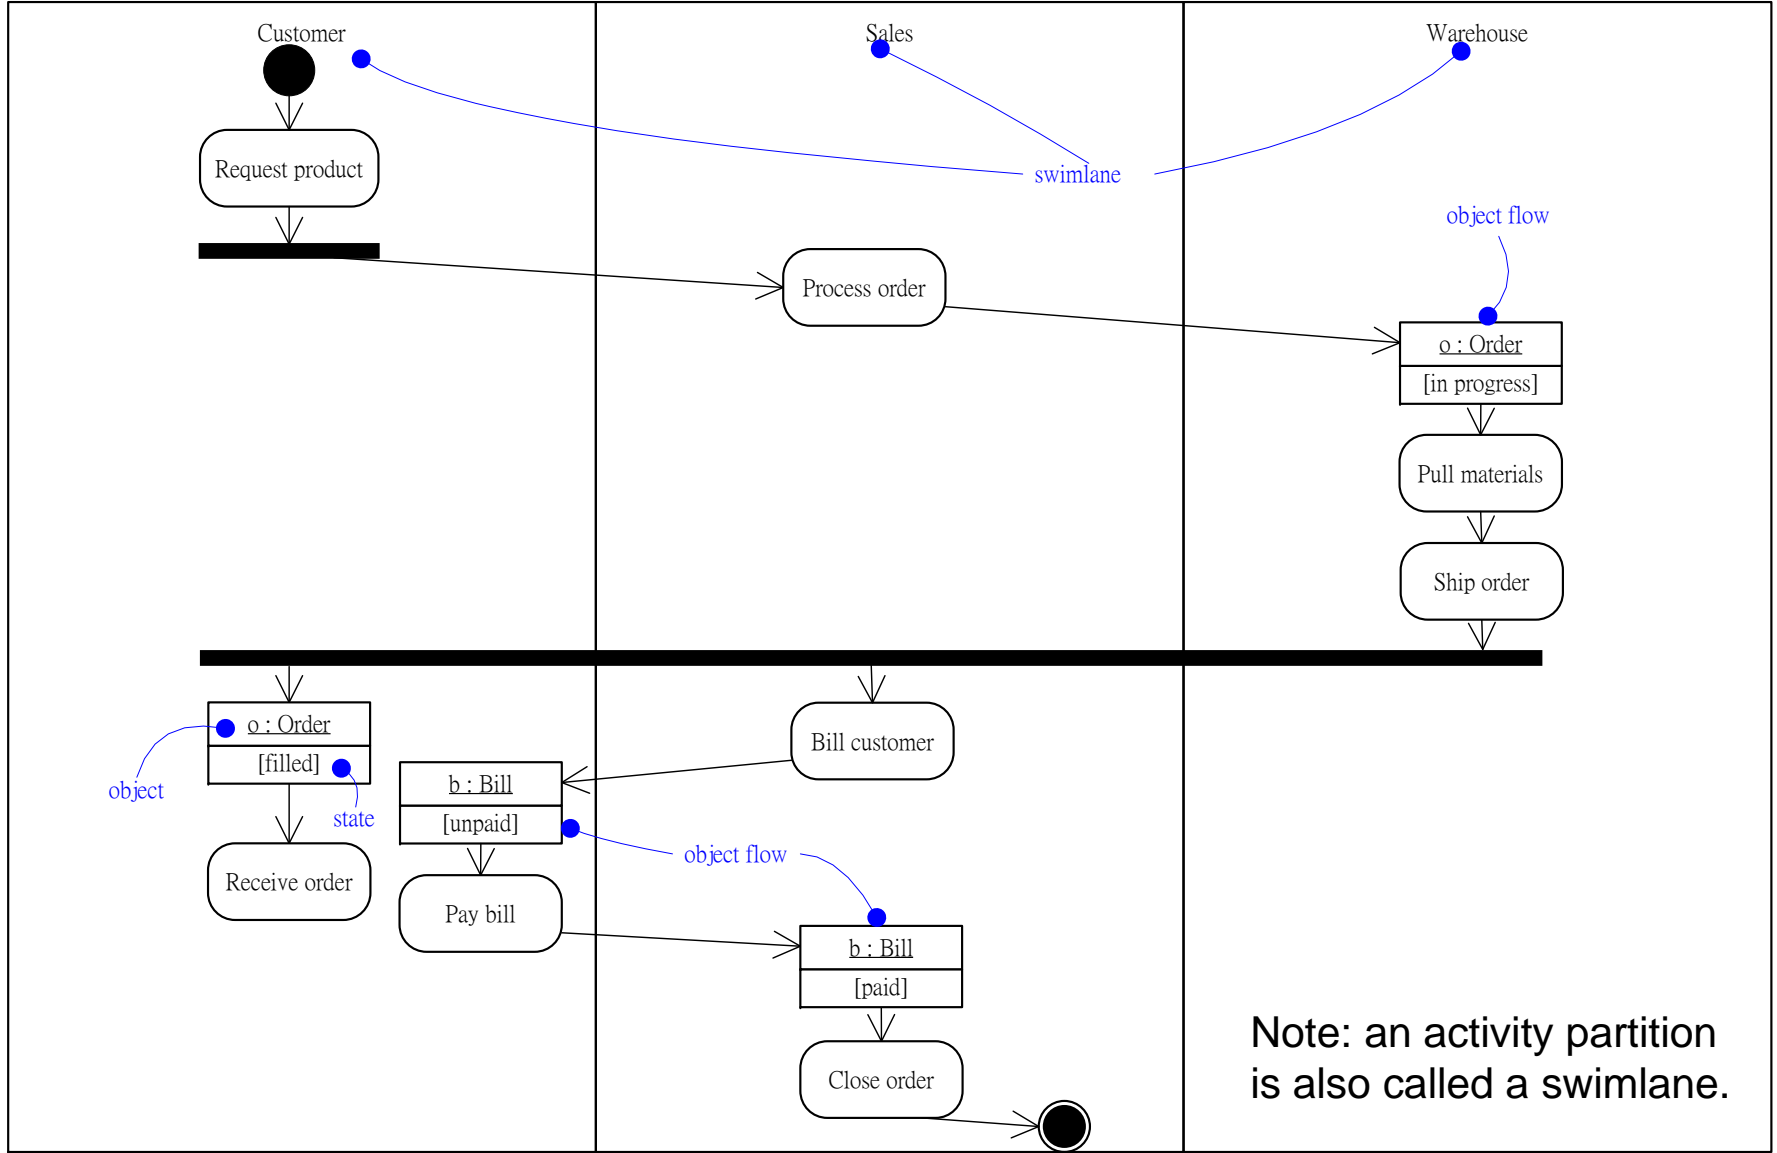 Customer
Sales
Warehouse
Request product
swimlane
object flow
Process order
o : Order
[in progress]
Pull materials
Ship order
o : Order
[filled]
object
state
Bill customer
b : Bill
[unpaid]
object flow
Receive order
Pay bill
b : Bill
[paid]
Close order
Note: an activity partition
is also called a swimlane.